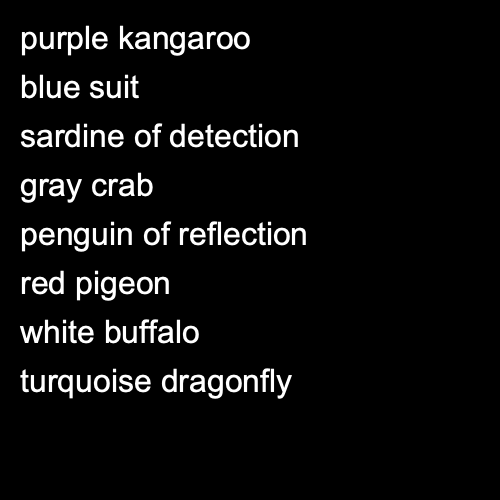 purple kangaroo
blue suit
sardine of detection
gray crab
penguin of reflection
red pigeon
white buffalo
turquoise dragonfly